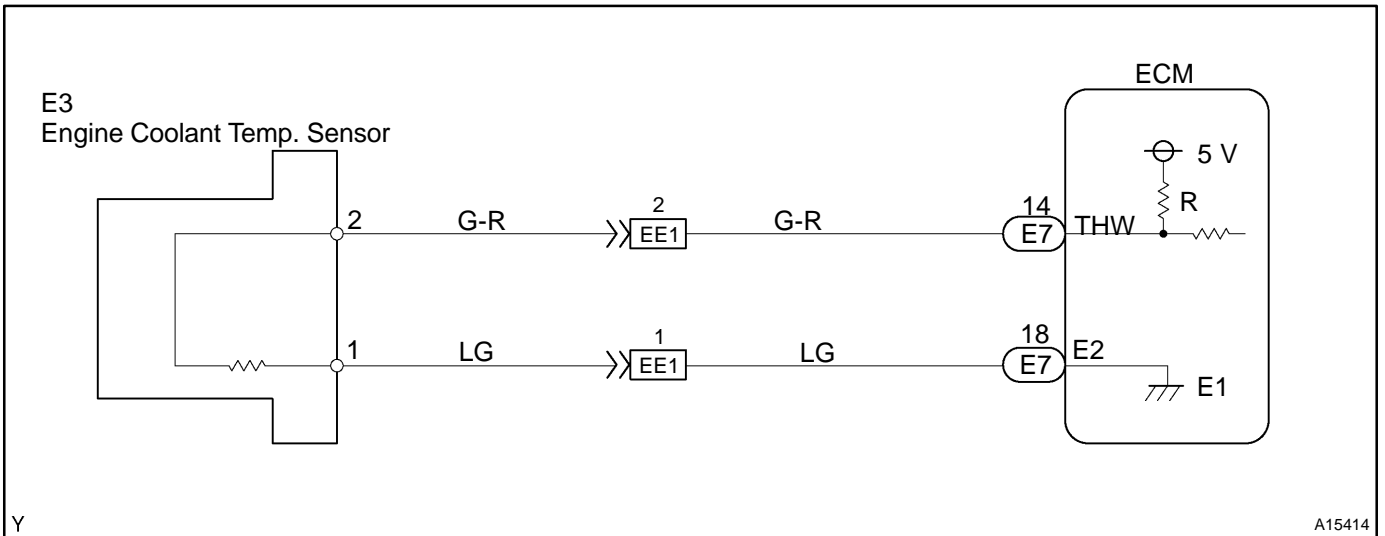 ECM
E3
Engine Coolant Temp. Sensor
5 V
R
2 G-R 2 EE1 G-R 14 E7 THW
1 LG 1 EE1 LG 18 E7 E2
E1
Y
A15414